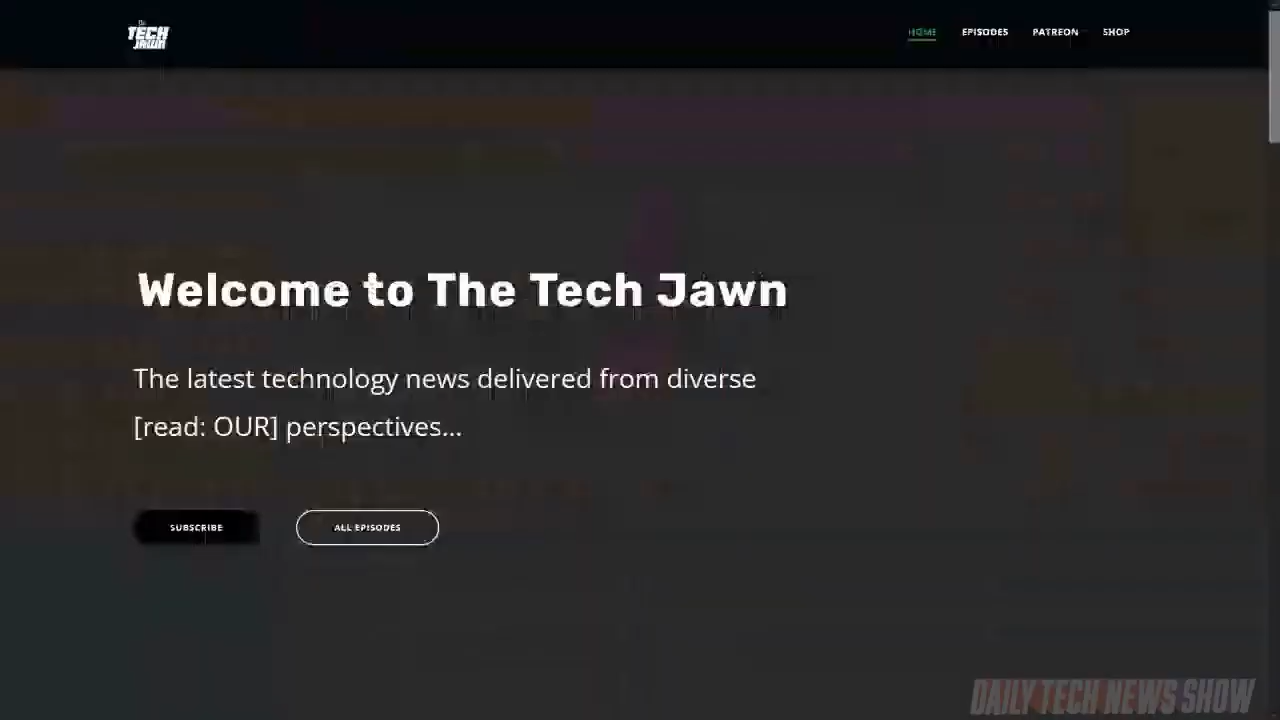 The
TECH
JAWN
HOME EPISODES PATREON SHOP
Welcome to The Tech Jawn
The latest technology news delivered from diverse
[read: OUR] perspectives...
SUBSCRIBE ALL EPISODES
DAILY TECH NEWS SHOW